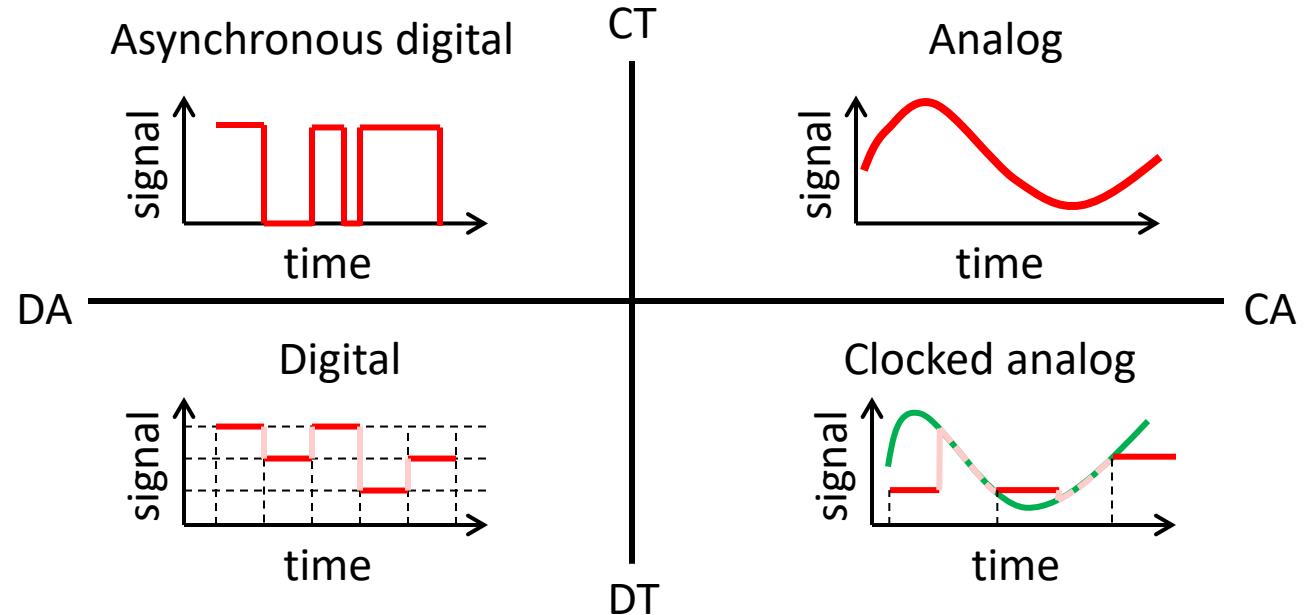 CT
Asynchronous digital
Analog
signal
time
signal
time
DA
CA
Digital
Clocked analog
signal
time
signal
time
DT